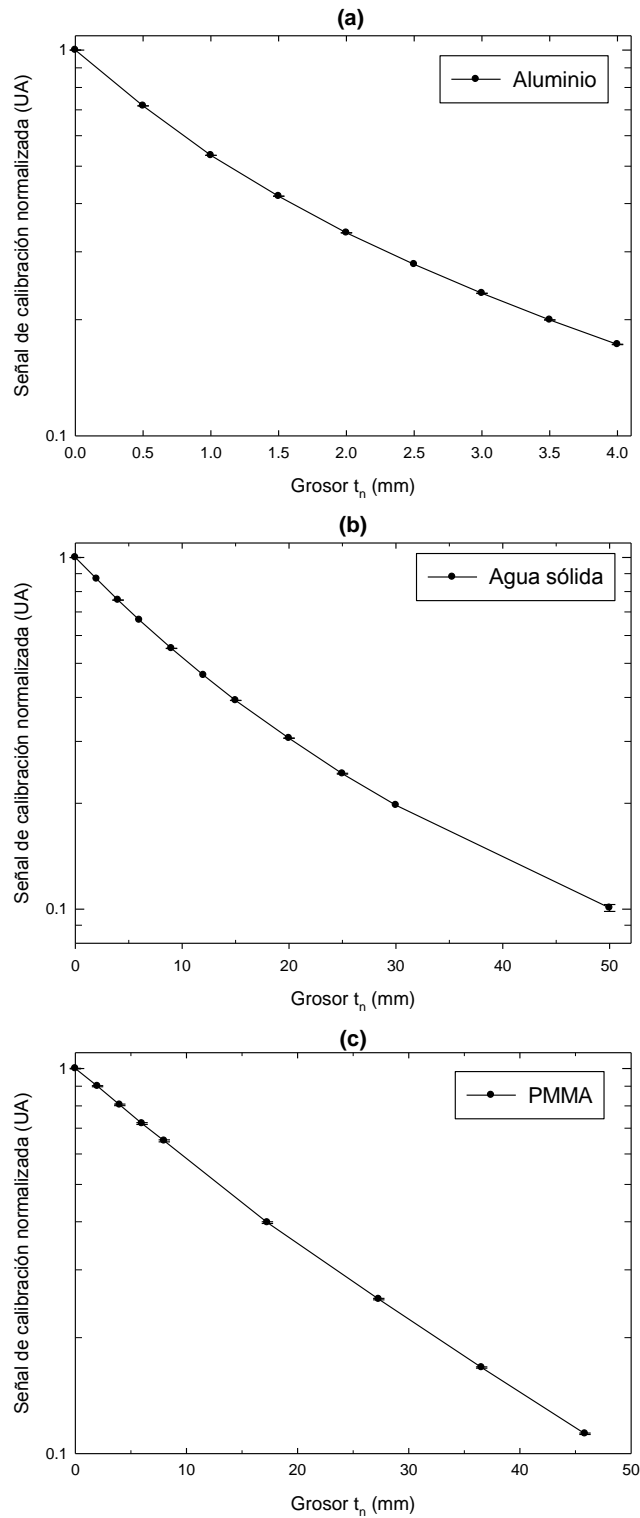 (a)
Señal de calibración normalizada (UA)
1
0.1
Aluminio
0.0 0.5 1.0 1.5 2.0 2.5 3.0 3.5 4.0
Grosor tn (mm)
(b)
Señal de calibración normalizada (UA)
1
0.1
Agua sólida
0 10 20 30 40 50
Grosor tn (mm)
(c)
Señal de calibración normalizada (UA)
1
0.1
PMMA
0 10 20 30 40 50
Grosor tn (mm)